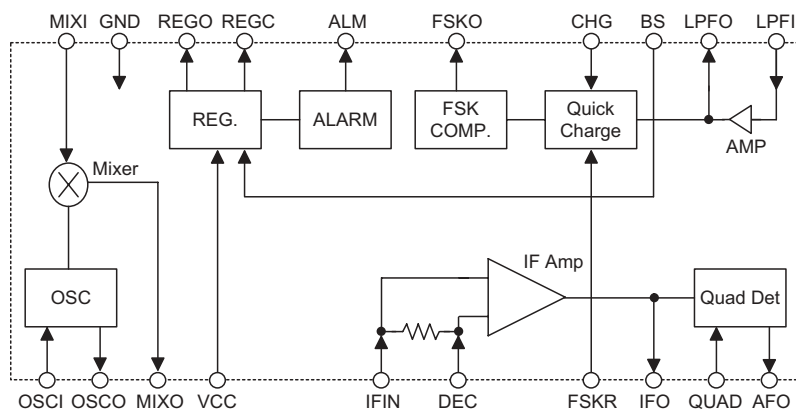 MIXI GND REGO REGC ALM FSKO CHG BS LPFO LPFI
REG.
ALARM
FSK
COMP.
Quick
Charge
AMP
Mixer
IF Amp
OSC
Quad Det
OSCI OSCO MIXO VCC IFIN DEC FSKR IFO QUAD AFO